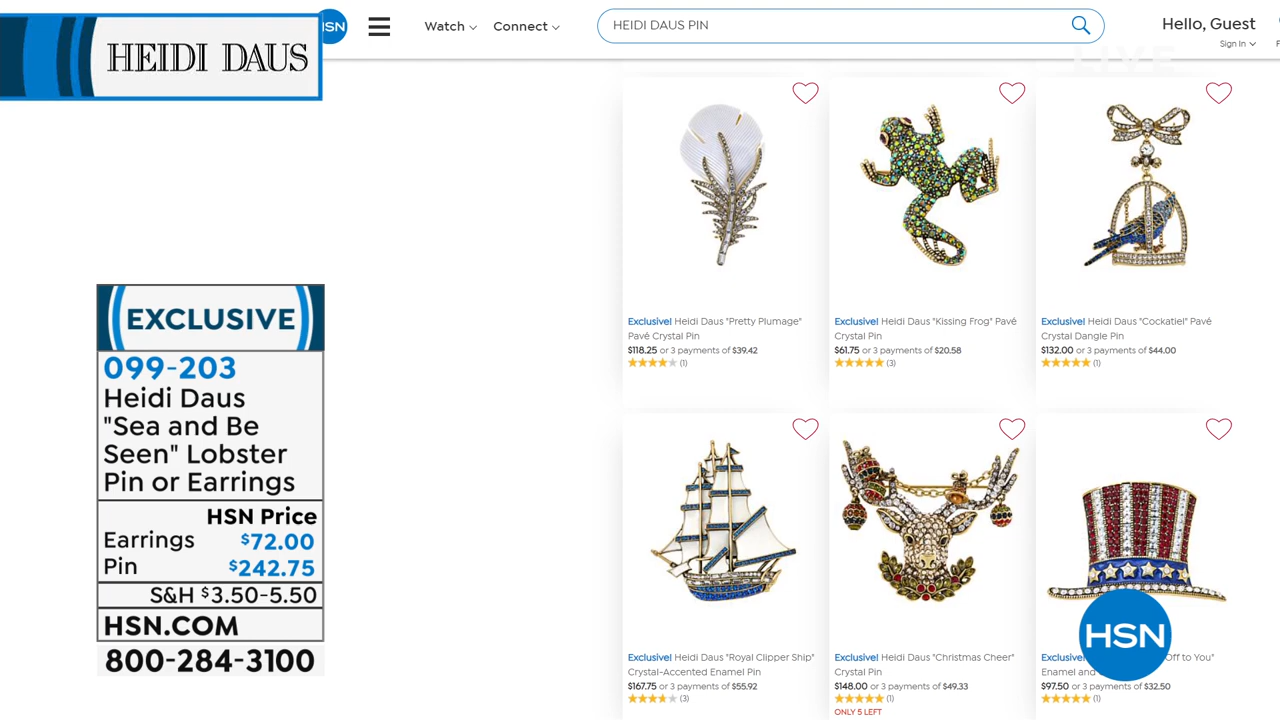 HEIDI DAUS
HSN
Watch
Connect
HEIDI DAUS PIN
Hello, Guest
Sign In
LIVE
EXCLUSIVE
099-203
Heidi Daus
"Sea and Be
Seen" Lobster
Pin or Earrings
HSN Price
Earrings $72.00
Pin $242.75
S&H $3.50-5.50
HSN.COM
800-284-3100
Exclusive! Heidi Daus "Pretty Plumage"
Pavé Crystal Pin
$118.25 or 3 payments of $39.42
(1)
Exclusive! Heidi Daus "Kissing Frog" Pavé
Crystal Pin
$61.75 or 3 payments of $20.58
(3)
Exclusive! Heidi Daus "Cockatiel" Pavé
Crystal Dangle Pin
$132.00 or 3 payments of $44.00
(1)
Exclusive! Heidi Daus "Royal Clipper Ship"
Crystal-Accented Enamel Pin
$167.75 or 3 payments of $55.92
(3)
Exclusive! Heidi Daus "Christmas Cheer"
Crystal Pin
$148.00 or 3 payments of $49.33
(1)
ONLY 5 LEFT
Exclusive! Off to You"
Enamel and
$97.50 or 3 payments of $32.50
(1)
HSN